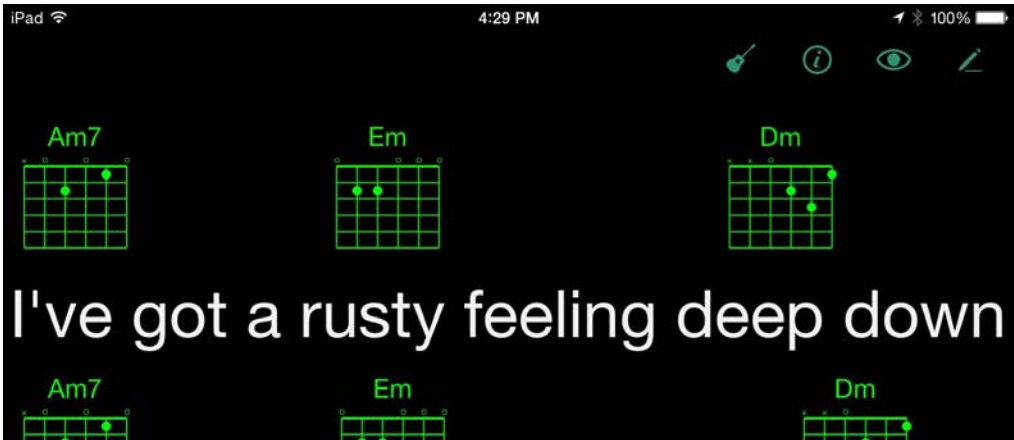 iPad 4:29 PM 100%
Am7 Em Dm
x o o o o o o o x x o
I've got a rusty feeling deep down
Am7 Em Dm
x o o o o o o o x x o